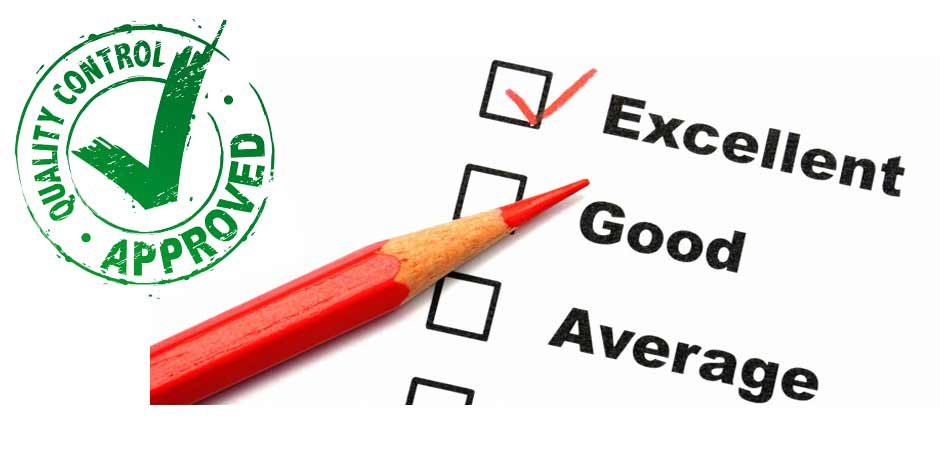 QUALITY CONTROL
APPROVED
Excellent
Good
Average